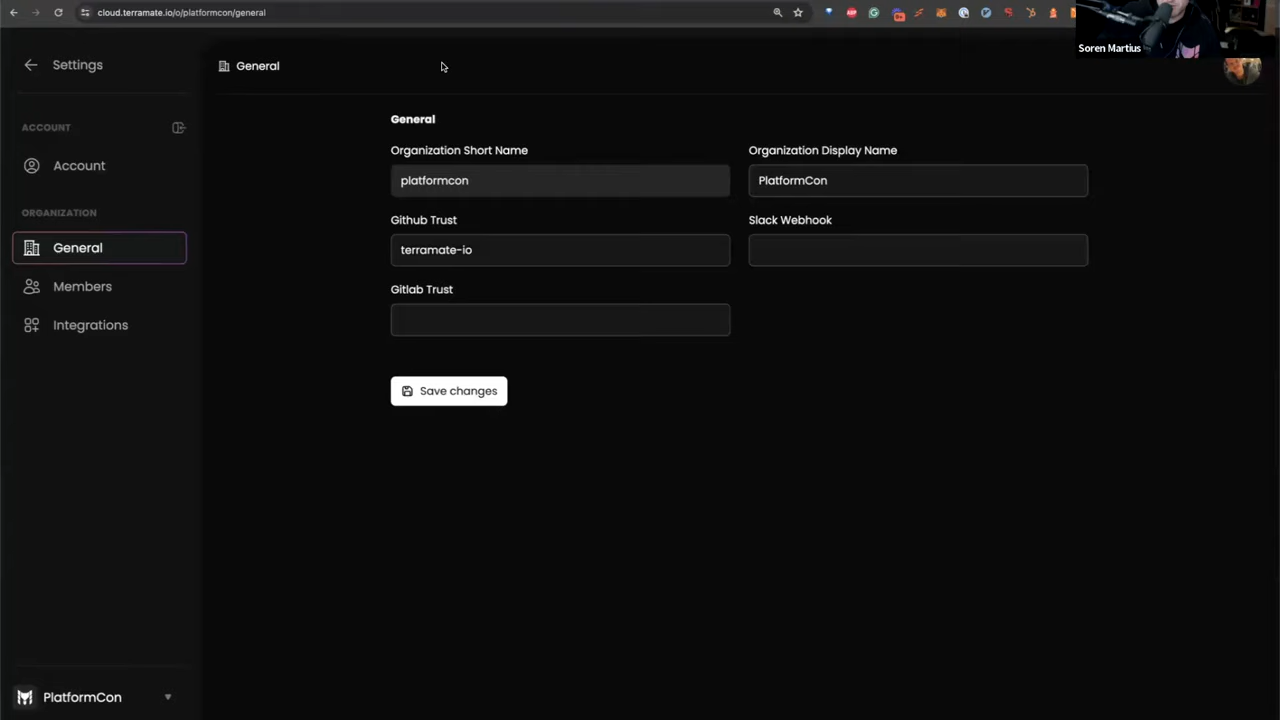 cloud.terramate.io/o/platformcon/general
Soren Martius
Settings
General
ACCOUNT
Account
ORGANIZATION
General
Members
Integrations
General
Organization Short Name
Organization Display Name
platformcon
PlatformCon
Github Trust
Slack Webhook
terramate-io
Gitlab Trust
Save changes
PlatformCon